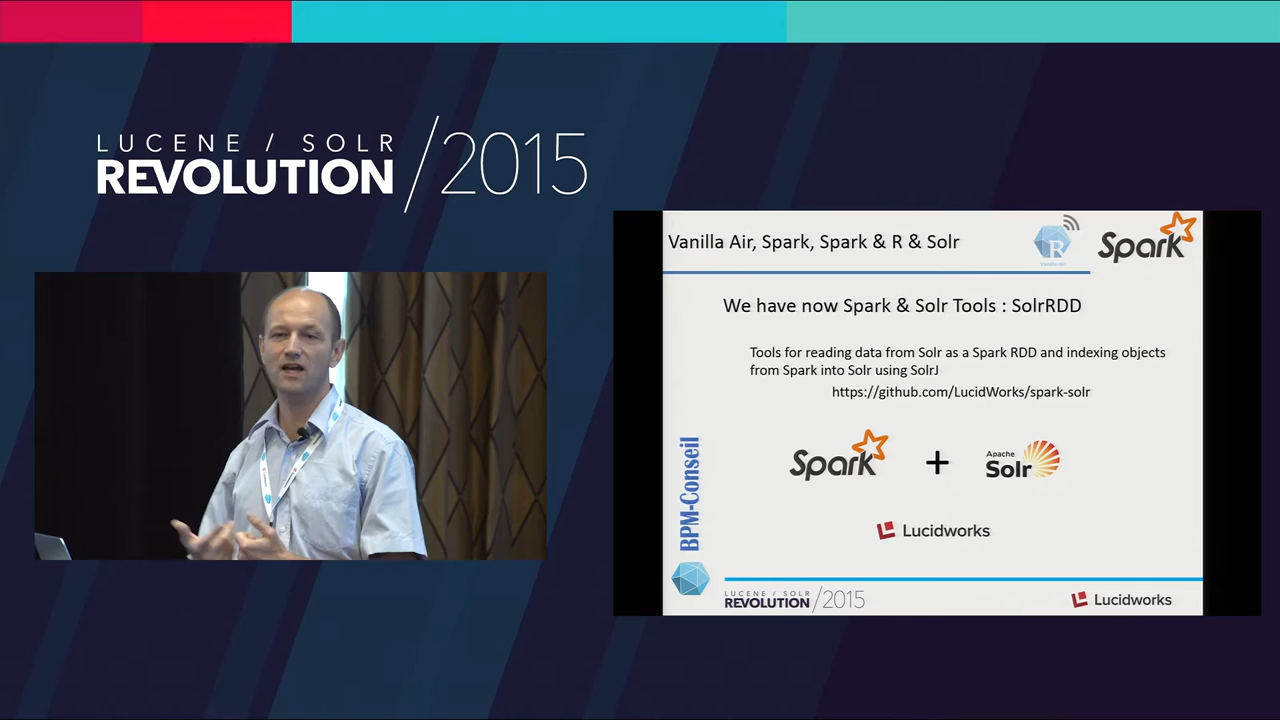 LUCENE / SOLR
REVOLUTION /2015
Vanilla Air, Spark, Spark & R & Solr
R
Spark
We have now Spark & Solr Tools : SolrRDD
Tools for reading data from Solr as a Spark RDD and indexing objects
from Spark into Solr using SolrJ
https://github.com/LucidWorks/spark-solr
BPM-Conseil
Spark + Apache Solr
Lucidworks
LUCENE / SOLR
REVOLUTION /2015
Lucidworks